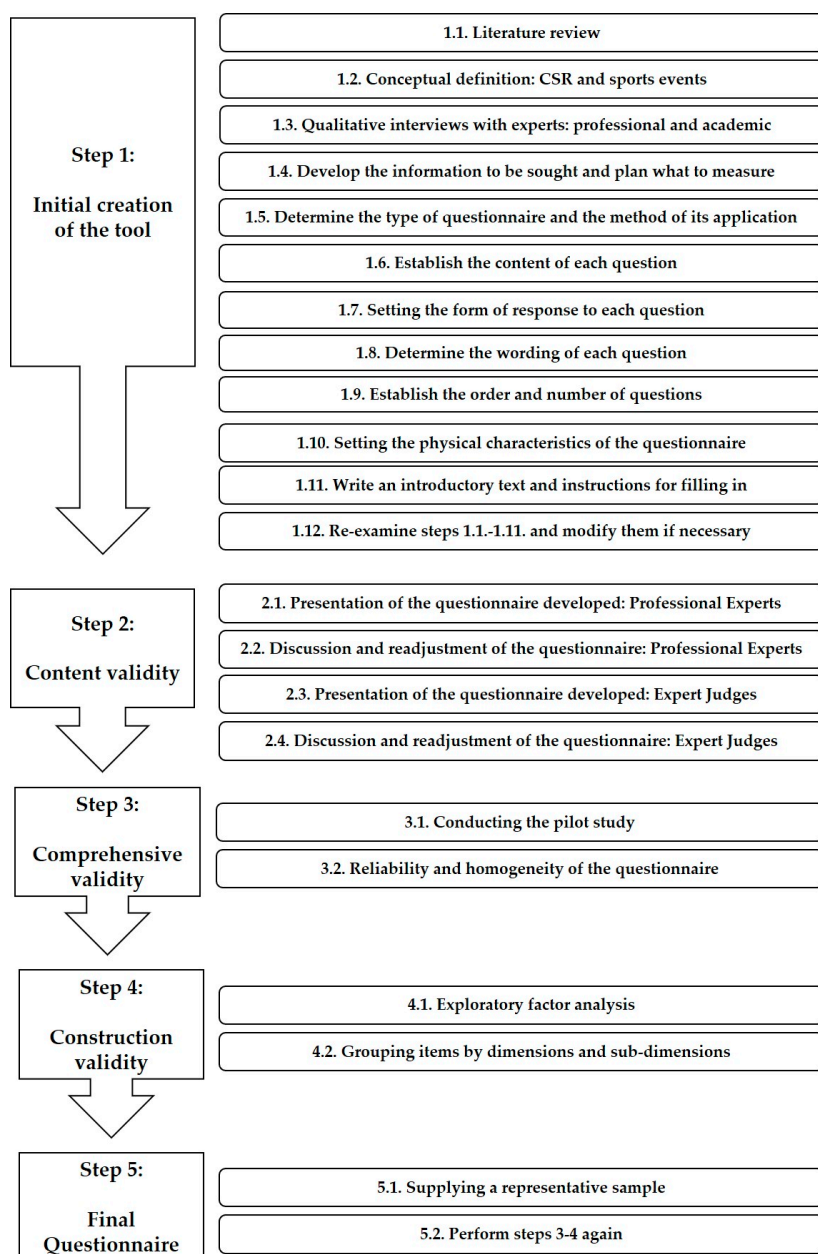 Step 1:
Initial creation
of the tool
1.1. Literature review
1.2. Conceptual definition: CSR and sports events
1.3. Qualitative interviews with experts: professional and academic
1.4. Develop the information to be sought and plan what to measure
1.5. Determine the type of questionnaire and the method of its application
1.6. Establish the content of each question
1.7. Setting the form of response to each question
1.8. Determine the wording of each question
1.9. Establish the order and number of questions
1.10. Setting the physical characteristics of the questionnaire
1.11. Write an introductory text and instructions for filling in
1.12. Re-examine steps 1.1.-1.11. and modify them if necessary
Step 2:
Content validity
2.1. Presentation of the questionnaire developed: Professional Experts
2.2. Discussion and readjustment of the questionnaire: Professional Experts
2.3. Presentation of the questionnaire developed: Expert Judges
2.4. Discussion and readjustment of the questionnaire: Expert Judges
Step 3:
Comprehensive
validity
3.1. Conducting the pilot study
3.2. Reliability and homogeneity of the questionnaire
Step 4:
Construction
validity
4.1. Exploratory factor analysis
4.2. Grouping items by dimensions and sub-dimensions
Step 5:
Final
Questionnaire
5.1. Supplying a representative sample
5.2. Perform steps 3-4 again